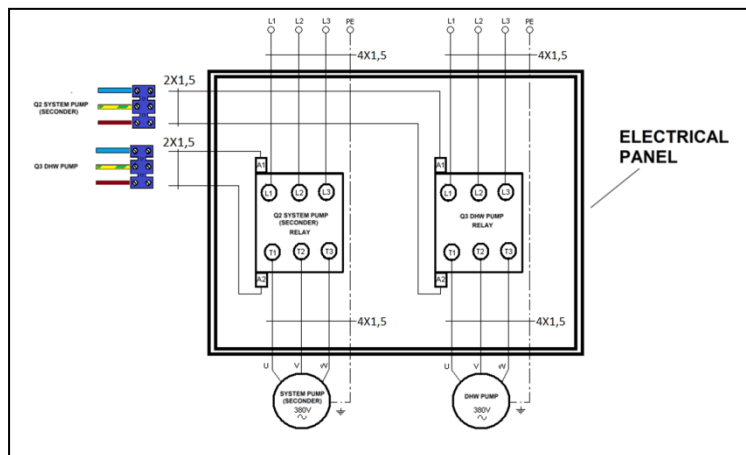 L1 L2 L3 PE
L1 L2 L3 PE
4X1,5
4X1,5
2X1,5
Q2 SYSTEM PUMP
(SECONDER)
2X1,5
Q3 DHW PUMP
ELECTRICAL
PANEL
A1
L1 L2 L3
Q2 SYSTEM PUMP
(SECONDER)
RELAY
T1 T2 T3
A2
A1
L1 L2 L3
Q3 DHW PUMP
RELAY
T1 T2 T3
A2
4X1,5
4X1,5
U V W
SYSTEM PUMP
(SECONDER)
380V
U V W
DHW PUMP
380V